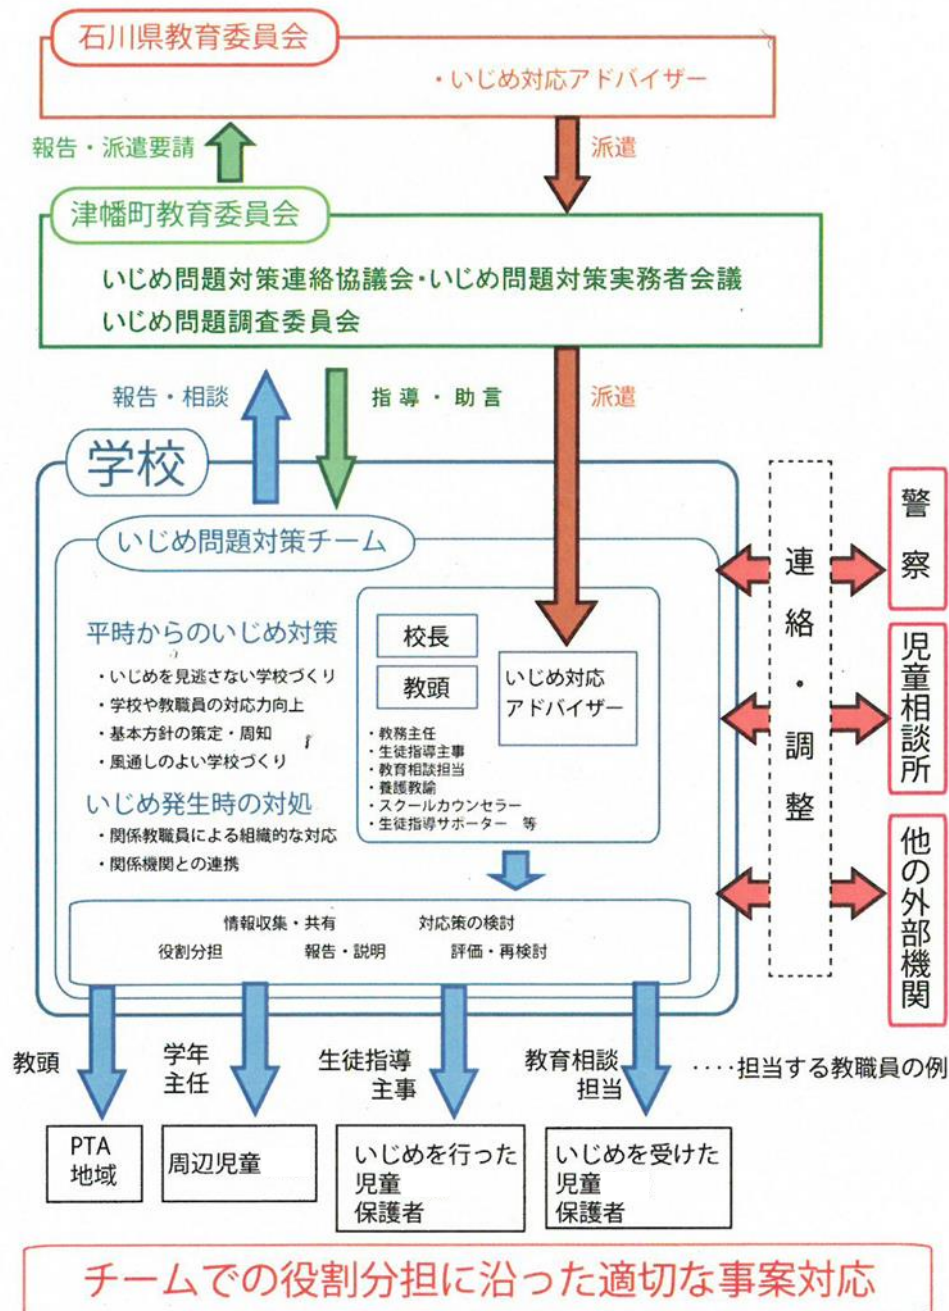 石川県教育委員会
・いじめ対応アドバイザー
報告・派遣要請
派遣
津幡町教育委員会
いじめ問題対策連絡協議会・いじめ問題対策実務者会議
いじめ問題調査委員会
報告・相談
指導・助言
派遣
学校
いじめ問題対策チーム
平時からのいじめ対策
・いじめを見逃さない学校づくり
・学校や教職員の対応力向上
・基本方針の策定・周知
・風通しのよい学校づくり
いじめ発生時の対処
・関係教職員による組織的な対応
・関係機関との連携
校長
教頭
・教務主任
・生徒指導主事
・教育相談担当
・養護教諭
・スクールカウンセラー
・生徒指導サポーター 等
いじめ対応
アドバイザー
連絡・調整
警察
児童相談所
他の外部機関
情報収集・共有 対応策の検討
役割分担 報告・説明 評価・再検討
教頭
学年
主任
生徒指導
主事
教育相談
担当
‥‥担当する教職員の例
PTA
地域
周辺児童
いじめを行った
児童
保護者
いじめを受けた
児童
保護者
チームでの役割分担に沿った適切な事案対応